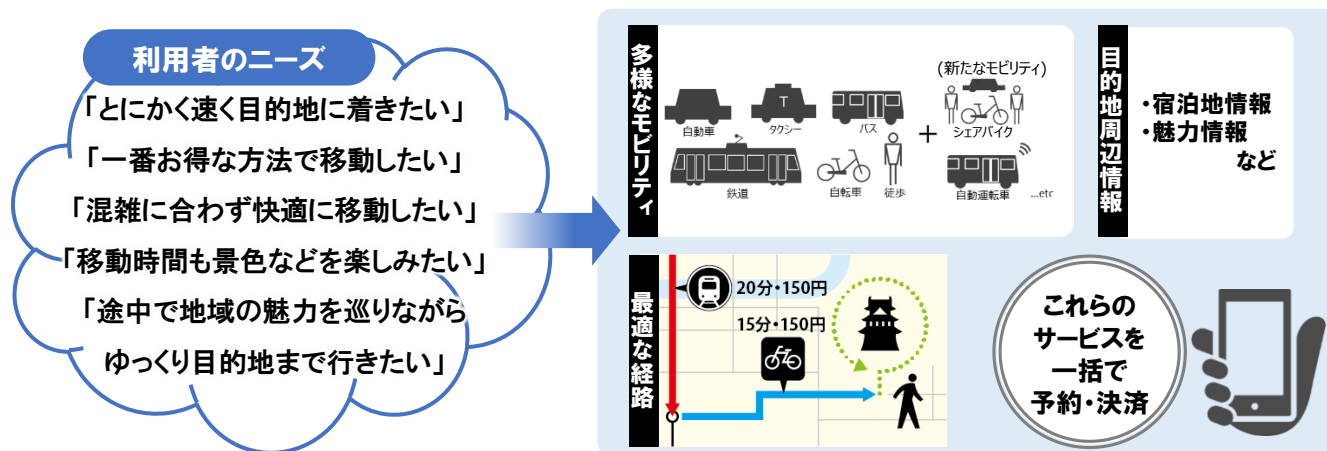 利用者のニーズ
「とにかく速く目的地に着きたい」
「一番お得な方法で移動したい」
「混雑に合わず快適に移動したい」
「移動時間も景色などを楽しみたい」
「途中で地域の魅力を巡りながら
ゆっくり目的地まで行きたい」
多様なモビリティ
自動車
T
タクシー
バス
鉄道
自転車
徒歩
+
(新たなモビリティ)
シェアバイク
自動運転車
...etc
目的地周辺情報
・宿泊地情報
・魅力情報
など
最適な経路
20分・150円
15分・150円
これらの
サービスを
一括で
予約・決済